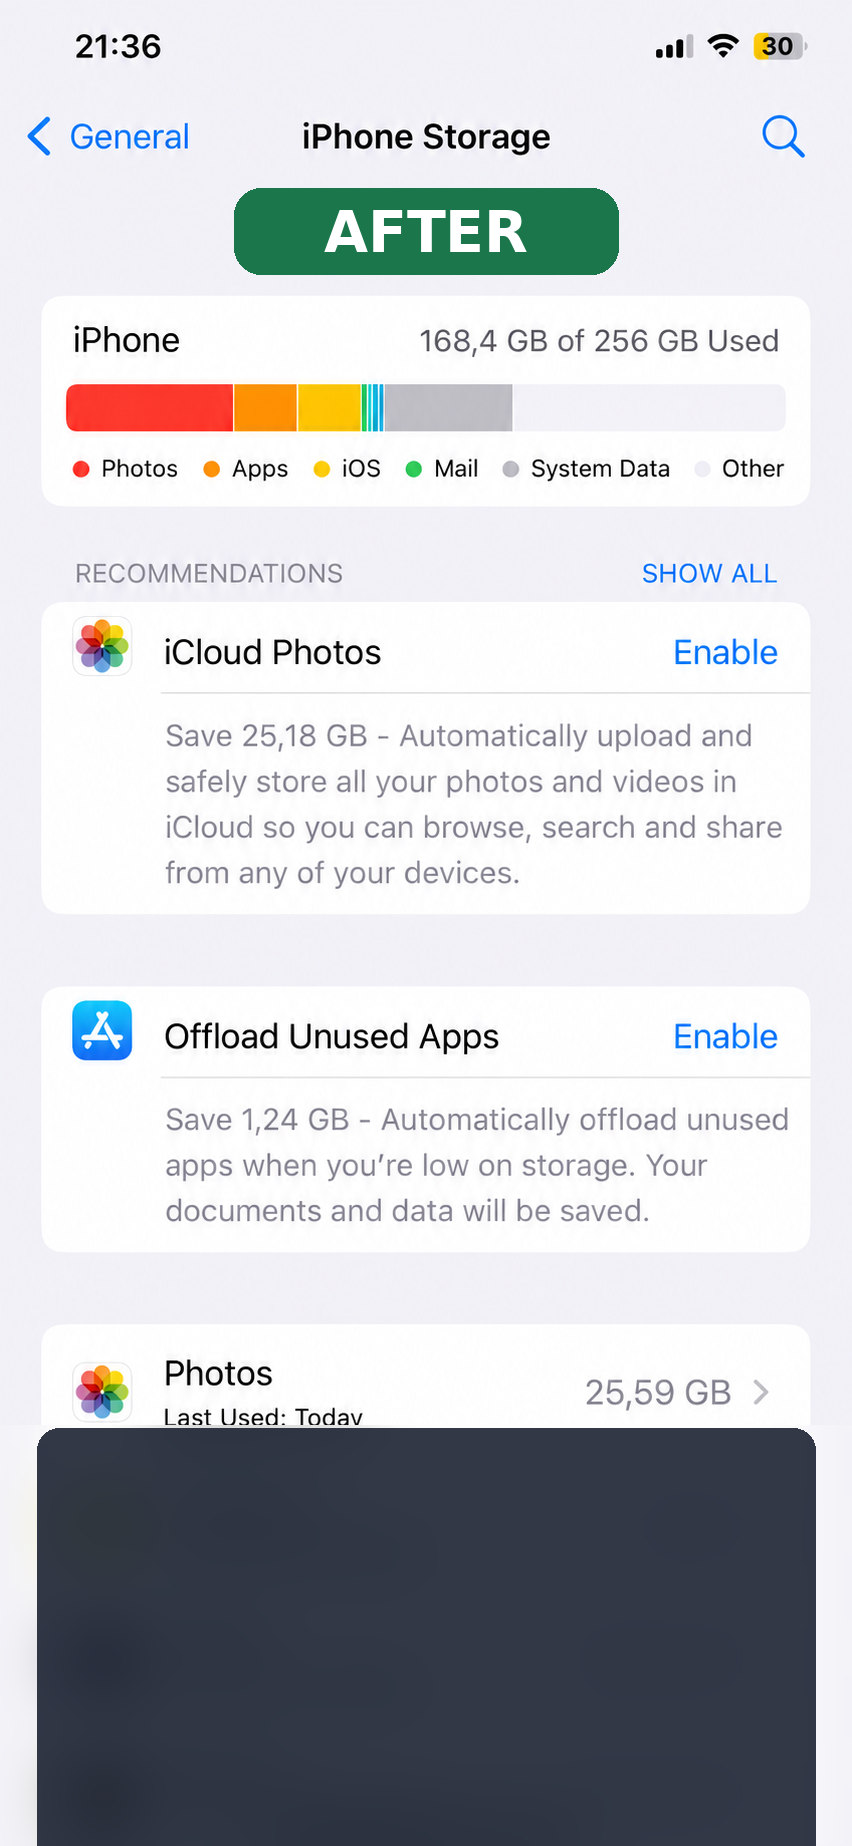 21:36
30
General
iPhone Storage
AFTER
iPhone
168,4 GB of 256 GB Used
Photos Apps iOS Mail System Data Other
RECOMMENDATIONS
SHOW ALL
iCloud Photos
Enable
Save 25,18 GB - Automatically upload and
safely store all your photos and videos in
iCloud so you can browse, search and share
from any of your devices.
Offload Unused Apps
Enable
Save 1,24 GB - Automatically offload unused
apps when you’re low on storage. Your
documents and data will be saved.
Photos
25,59 GB
Last Used: Today